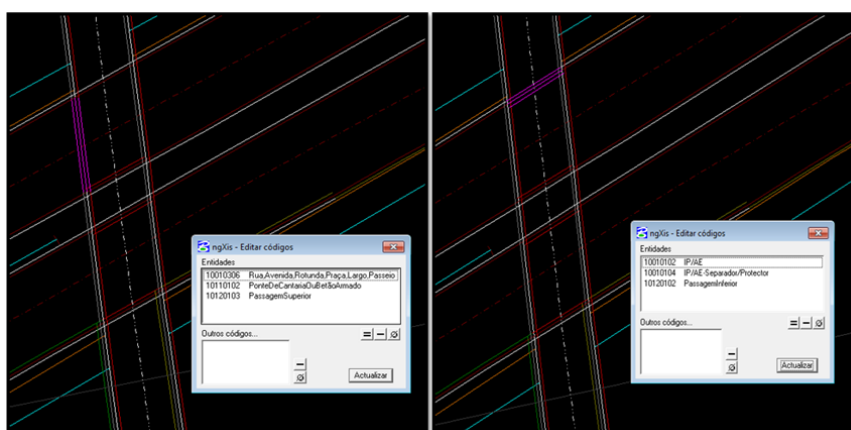 ngXis - Editar códigos
Entidades
10010306 Rua,Avenida,Rotunda,Praça,Largo,Passeio
10110102 PonteDeCantariaOuBetãoArmado
10120103 PassagemSuperior
Outros códigos...
Actualizar
ngXis - Editar códigos
Entidades
10010102 IP/AE
10010104 IP/AE-Separador/Protector
10120102 PassagemInferior
Outros códigos...
Actualizar